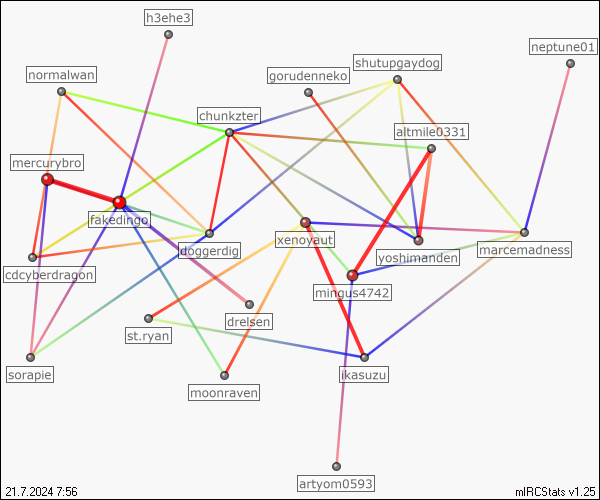 h3ehe3
neptune01
shutupgaydog
normalwan
gorudenneko
chunkzter
altmile0331
mercurybro
fakedingo
doggerdig
xenoyaut
yoshimanden
marcemadness
cdcyberdragon
mingus4742
drelsen
st.ryan
sorapie
ikasuzu
moonraven
artyom0593
21.7.2024 7:56
mIRCStats v1.25